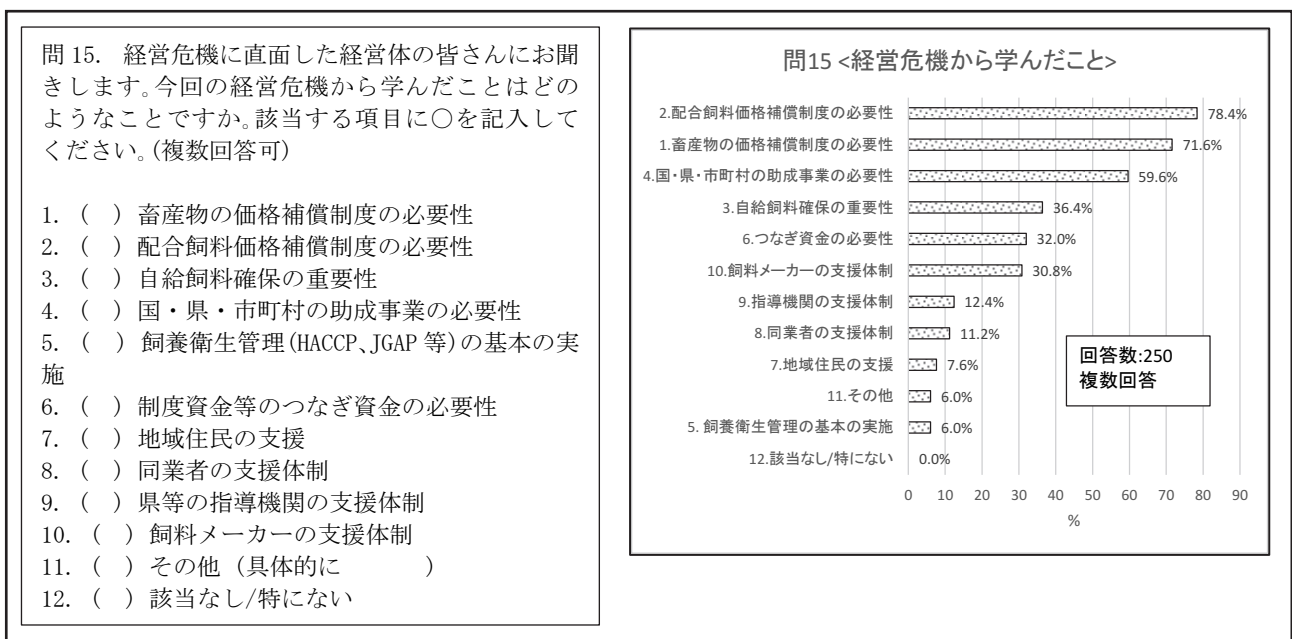 問 15. 経営危機に直面した経営体の皆さんにお聞
きします。今回の経営危機から学んだことはどの
ようなことですか。該当する項目に○を記入して
ください。(複数回答可)
1. (　) 畜産物の価格補償制度の必要性
2. (　) 配合飼料価格補償制度の必要性
3. (　) 自給飼料確保の重要性
4. (　) 国・県・市町村の助成事業の必要性
5. (　) 飼養衛生管理(HACCP、JGAP 等)の基本の実
施
6. (　) 制度資金等のつなぎ資金の必要性
7. (　) 地域住民の支援
8. (　) 同業者の支援体制
9. (　) 県等の指導機関の支援体制
10. (　) 飼料メーカーの支援体制
11. (　) その他 (具体的に　　　　)
12. (　) 該当なし/特にない
問15 <経営危機から学んだこと>
2.配合飼料価格補償制度の必要性 78.4%
1.畜産物の価格補償制度の必要性 71.6%
4.国・県・市町村の助成事業の必要性 59.6%
3.自給飼料確保の重要性 36.4%
6.つなぎ資金の必要性 32.0%
10.飼料メーカーの支援体制 30.8%
9.指導機関の支援体制 12.4%
8.同業者の支援体制 11.2%
7.地域住民の支援 7.6%
11.その他 6.0%
5. 飼養衛生管理の基本の実施 6.0%
12.該当なし/特にない 0.0%
回答数:250
複数回答
0 10 20 30 40 50 60 70 80 90
%